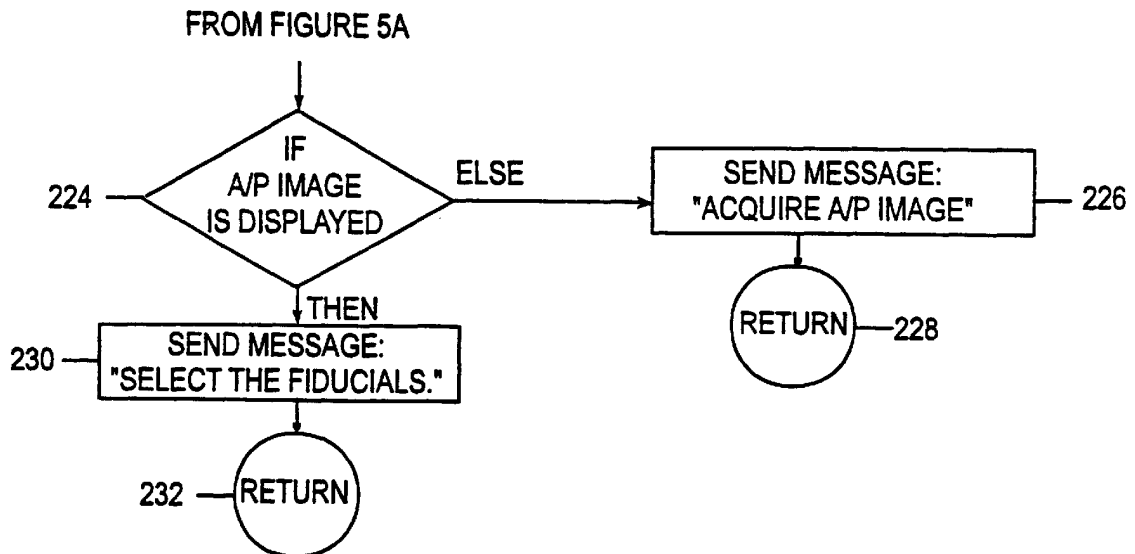 FROM FIGURE 5A
IF
A/P IMAGE
IS DISPLAYED
224
ELSE
SEND MESSAGE:
"ACQUIRE A/P IMAGE"
226
RETURN
228
THEN
SEND MESSAGE:
"SELECT THE FIDUCIALS."
230
RETURN
232